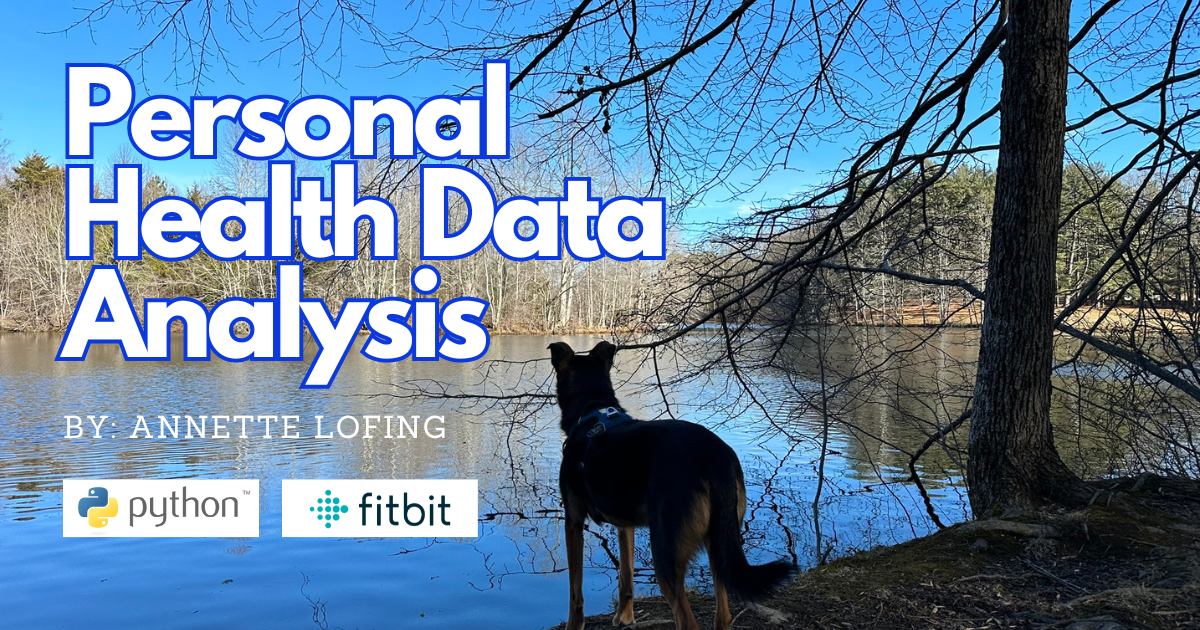 Personal
Health Data
Analysis
BY: ANNETTE LOFING
python™
fitbit